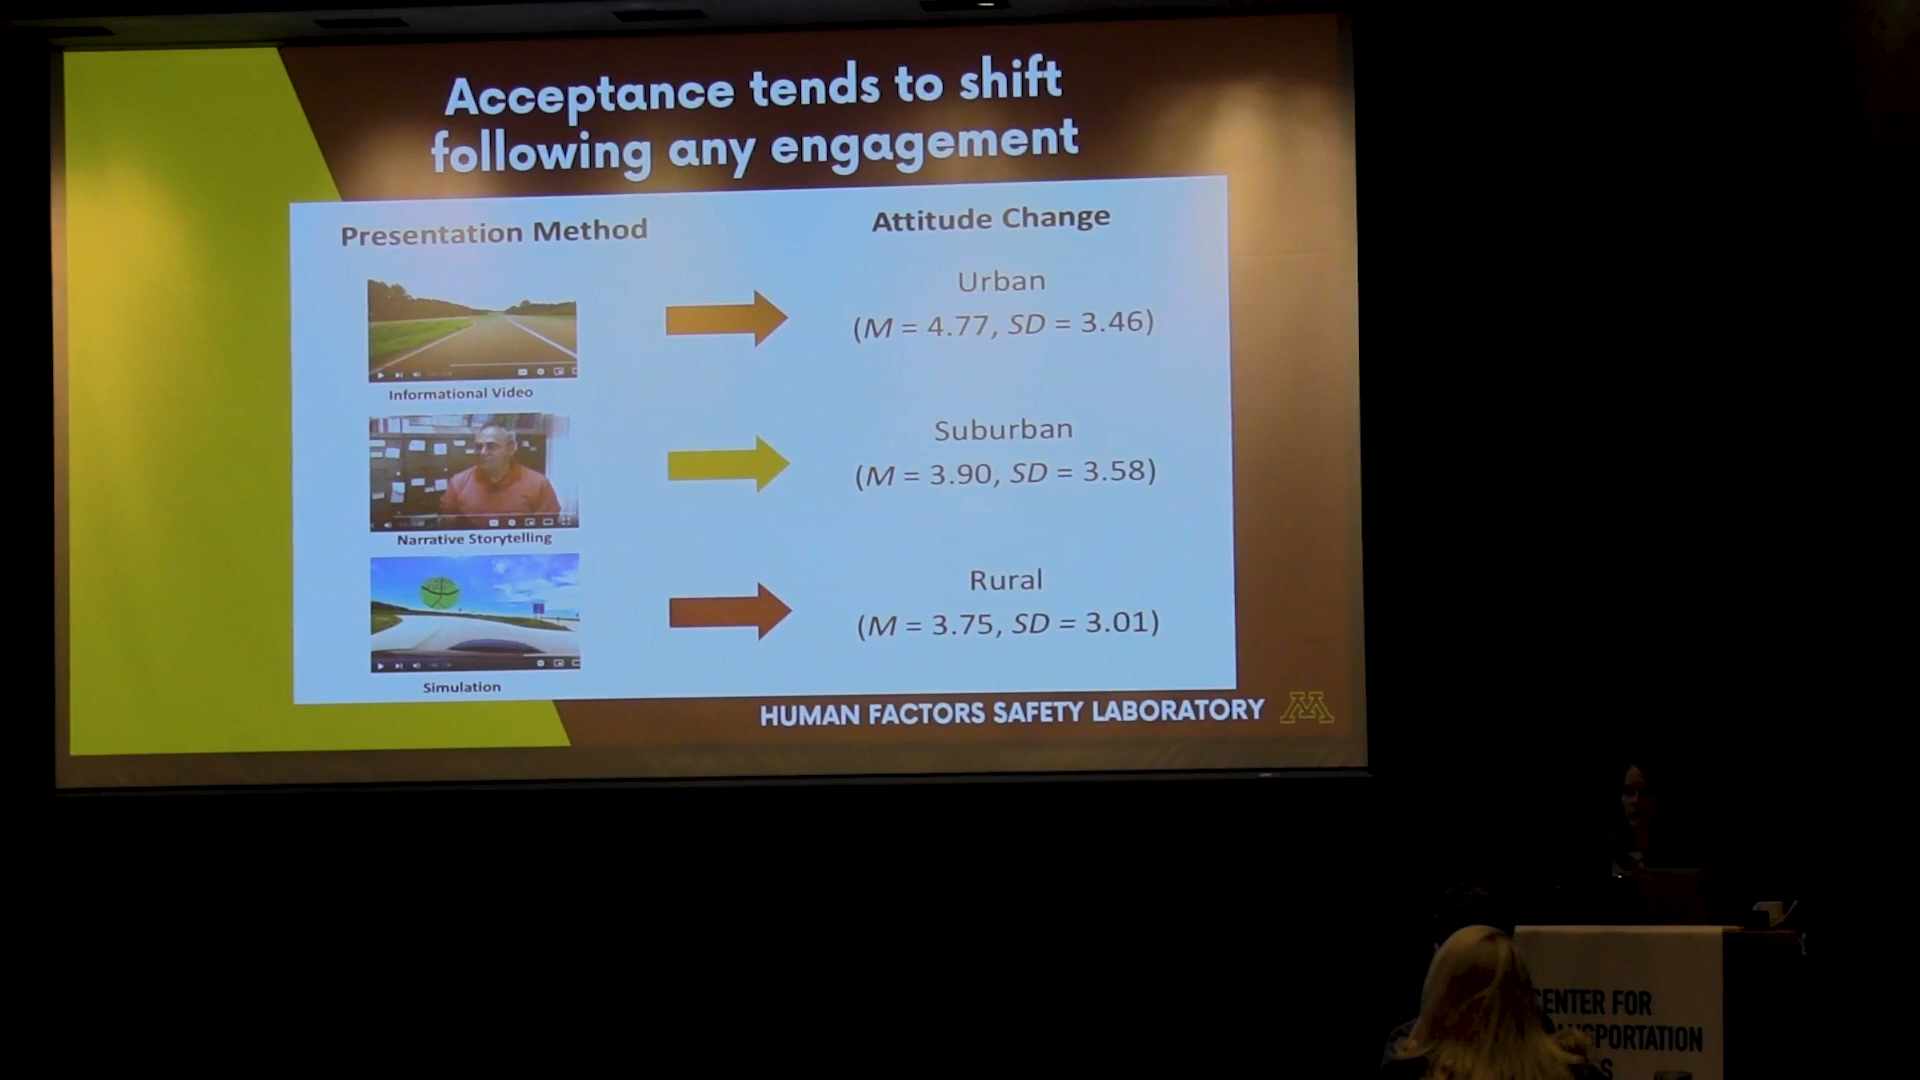 Acceptance tends to shift
following any engagement
Presentation Method
Attitude Change
Informational Video
Urban
(M = 4.77, SD = 3.46)
Narrative Storytelling
Suburban
(M = 3.90, SD = 3.58)
Simulation
Rural
(M = 3.75, SD = 3.01)
HUMAN FACTORS SAFETY LABORATORY
M
CENTER FOR